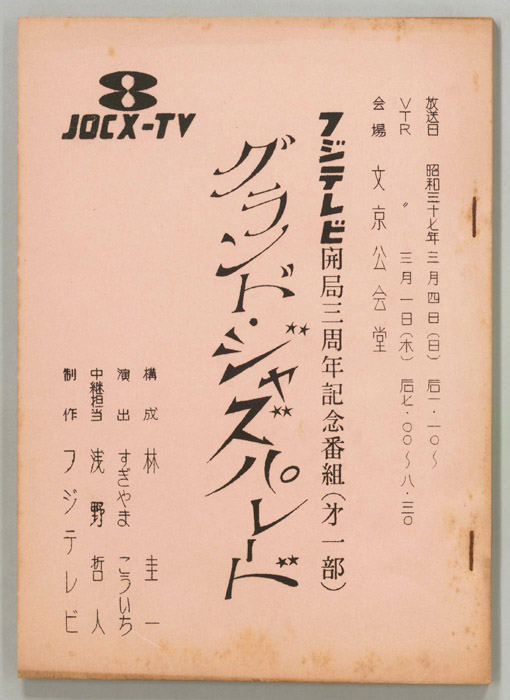 8
JOCX-TV
放送日 昭和三十七年三月四日(日) 后一・一〇～
VTR 〃 三月一日(木) 后七・〇〇～八・三〇
会場 文京公会堂
フジテレビ開局三周年記念番組(才一部)
グランド・ジャズパレード
構成 林圭一
演出 すぎやまこういち
中継担当 浅野哲人
制作 フジテレビ